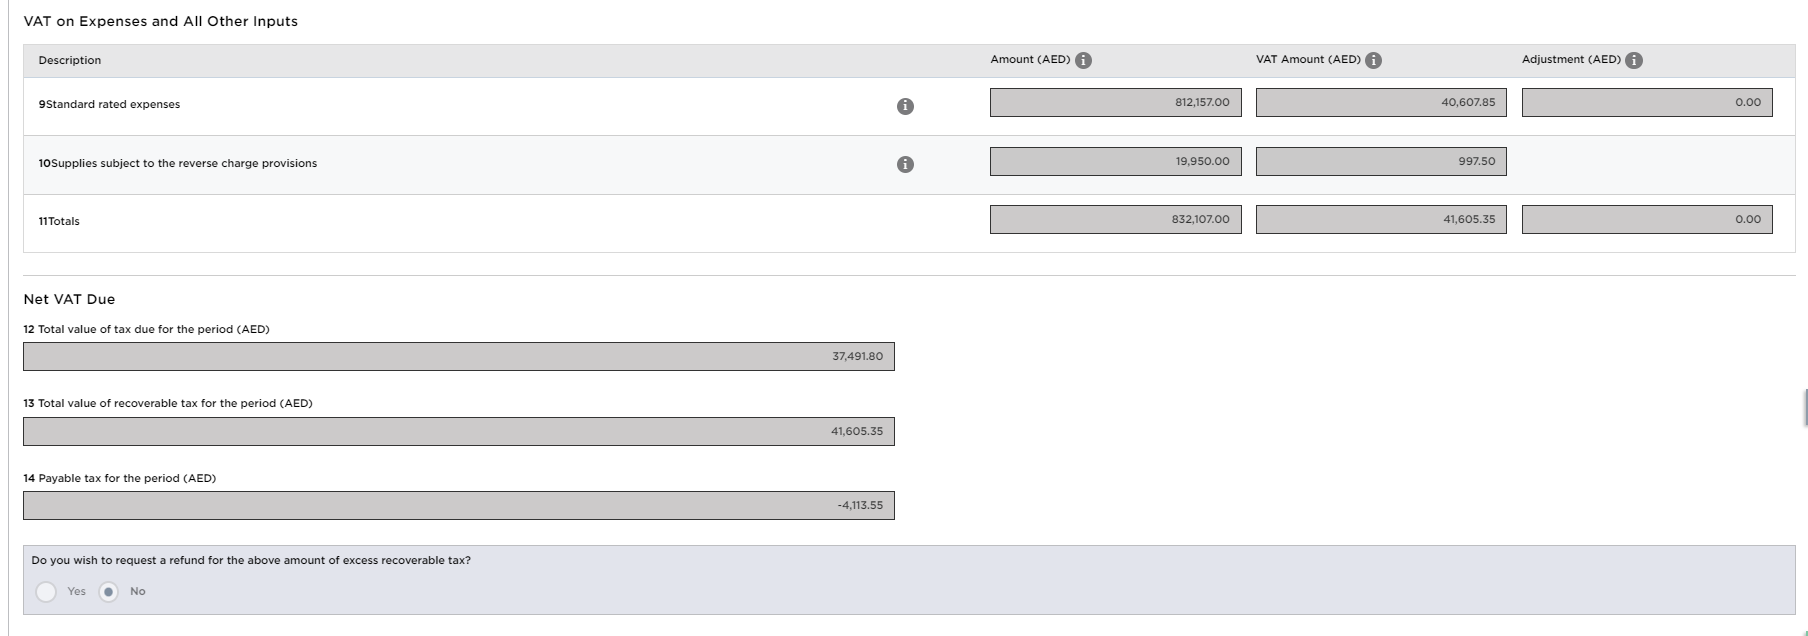 VAT on Expenses and All Other Inputs
Description Amount (AED) i VAT Amount (AED) i Adjustment (AED) i
9Standard rated expenses i 812,157.00 40,607.85 0.00
10Supplies subject to the reverse charge provisions i 19,950.00 997.50
11Totals 832,107.00 41,605.35 0.00
Net VAT Due
12 Total value of tax due for the period (AED)
37,491.80
13 Total value of recoverable tax for the period (AED)
41,605.35
14 Payable tax for the period (AED)
-4,113.55
Do you wish to request a refund for the above amount of excess recoverable tax?
Yes No